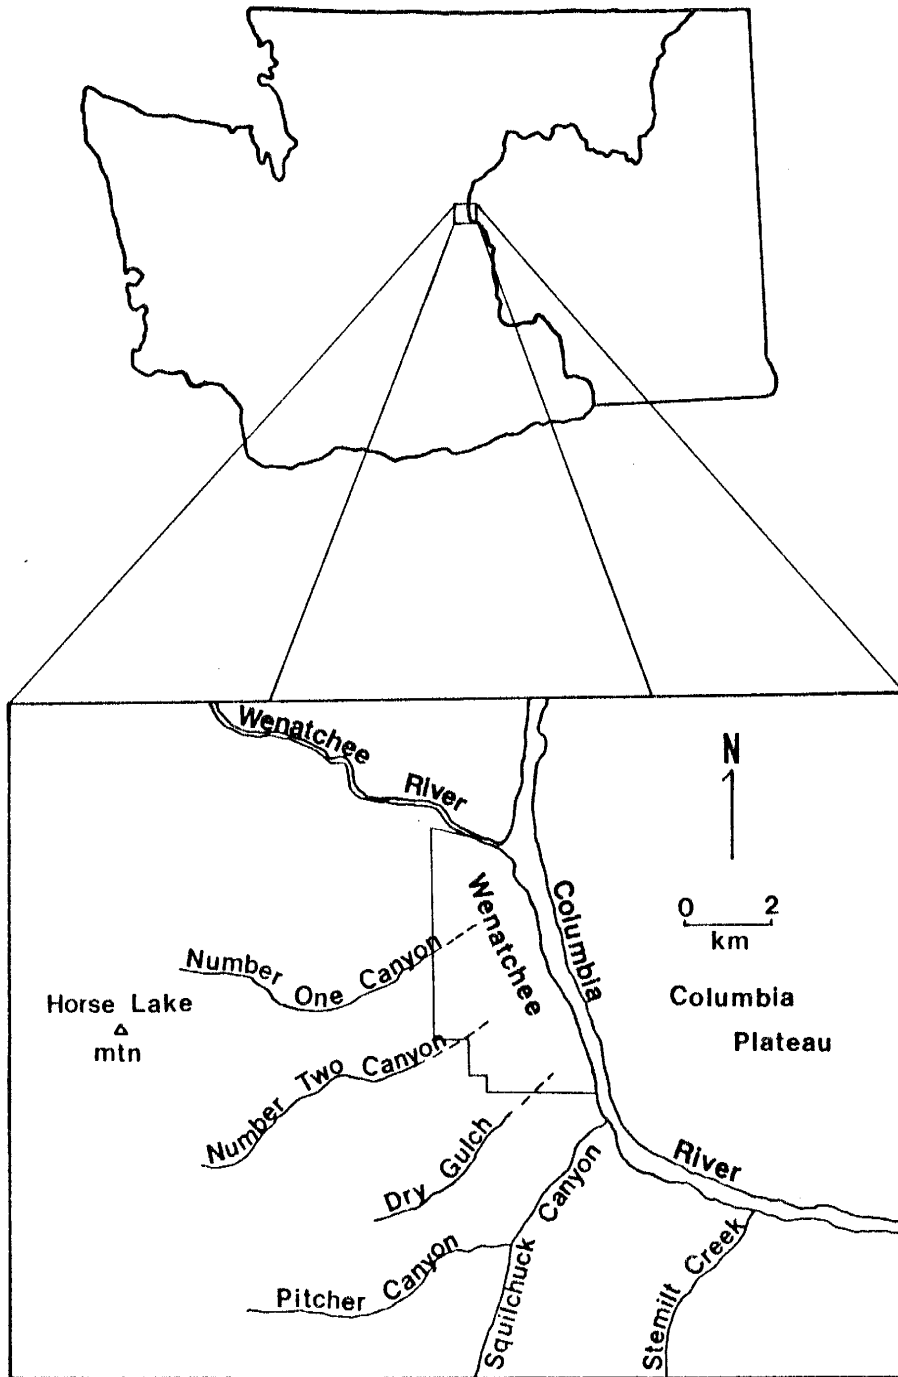 Wenatchee
River
N
0 2
km
Wenatchee
Columbia
River
Columbia
Plateau
Number One Canyon
Horse Lake
mtn
Number Two Canyon
Dry Gulch
Pitcher Canyon
Squilchuck Canyon
Stemilt Creek